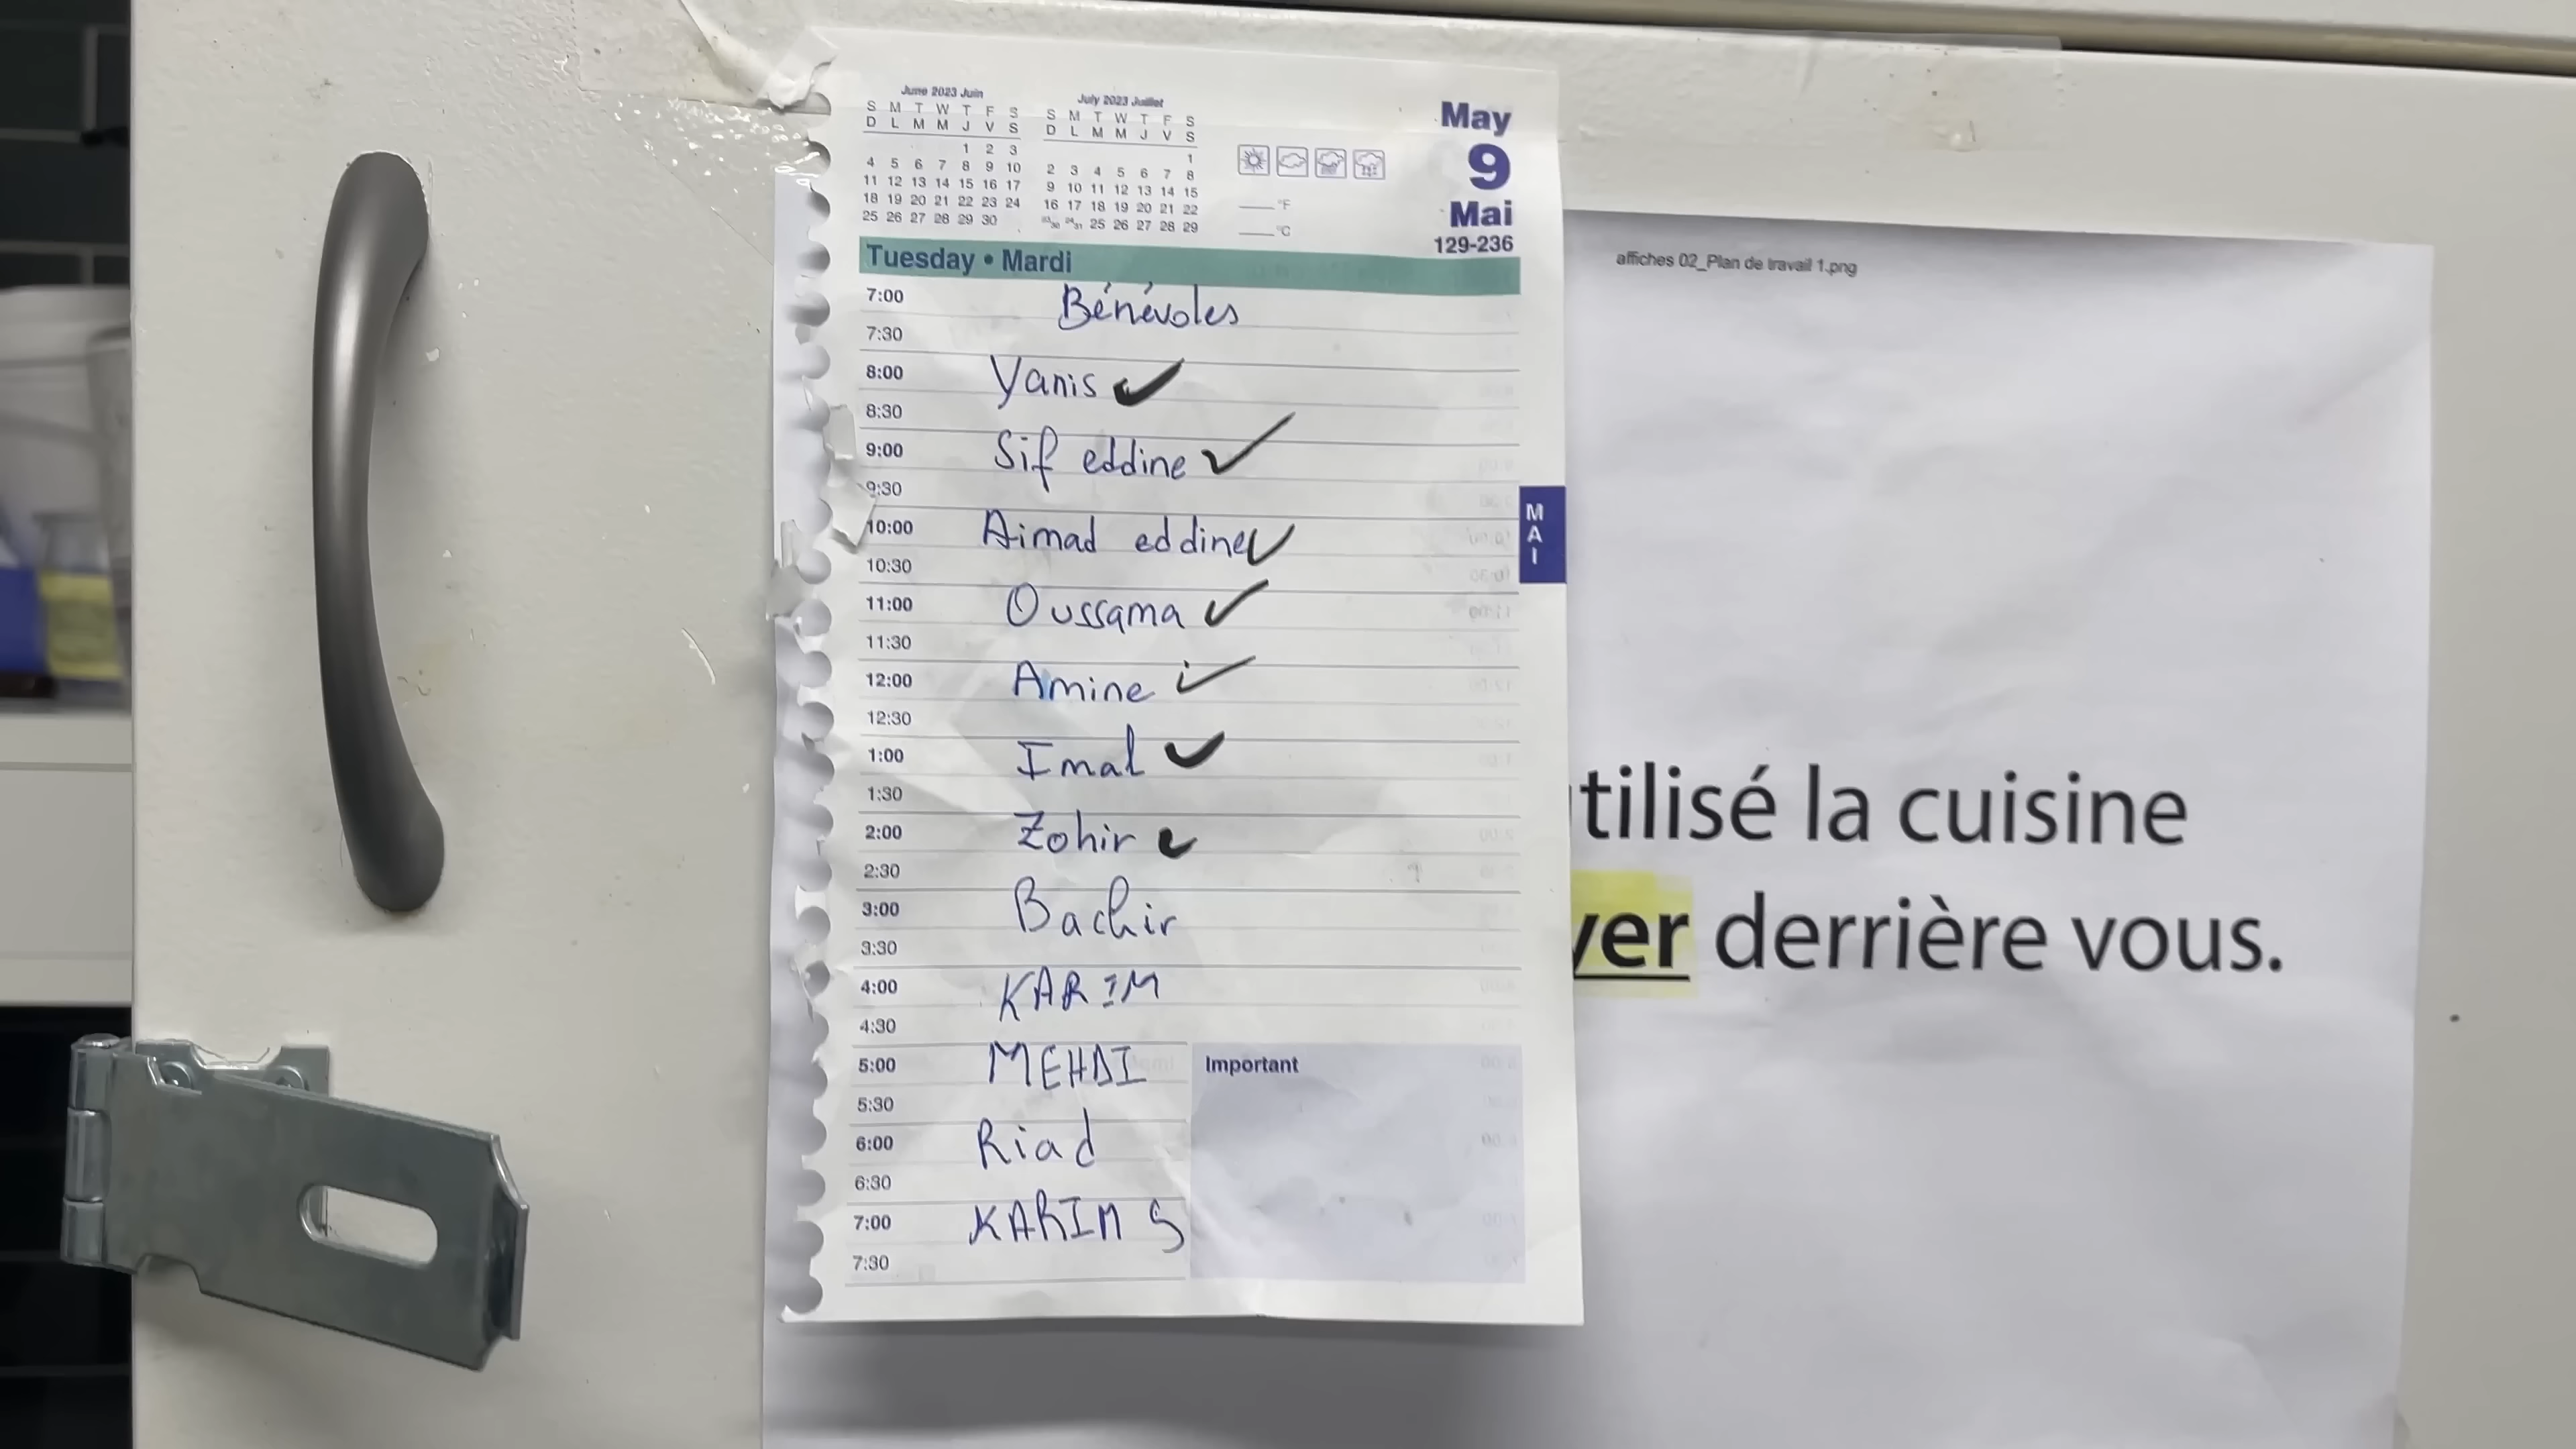 June 2023 Juin
S M T W T F S
D L M M J V S
1 2 3
4 5 6 7 8 9 10
11 12 13 14 15 16 17
18 19 20 21 22 23 24
25 26 27 28 29 30
July 2023 Juillet
S M T W T F S
D L M M J V S
1
2 3 4 5 6 7 8
9 10 11 12 13 14 15
16 17 18 19 20 21 22
23/30 24/31 25 26 27 28 29
°F
°C
May
9
Mai
129-236
Tuesday • Mardi
7:00 Bénévoles
7:30
8:00 Yanis ✓
8:30
9:00 Sif eddine ✓
9:30
10:00 Aimad eddine ✓
10:30
11:00 Oussama ✓
11:30
12:00 Amine ✓
12:30
1:00 Imal ✓
1:30
2:00 Zohir ✓
2:30
3:00 Bachir
3:30
4:00 KARIM
4:30
5:00 MEHDI
5:30
6:00 Riad
6:30
7:00 KARIM S
7:30
Important
MAI
affiches 02_Plan de travail 1.png
tilisé la cuisine
yer derrière vous.